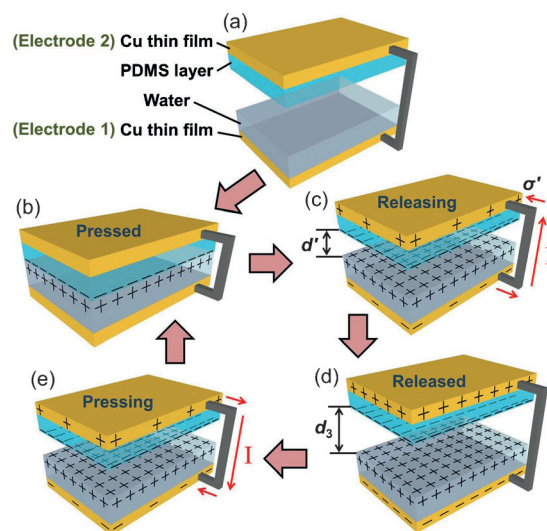 (a)
(Electrode 2) Cu thin film
PDMS layer
Water
(Electrode 1) Cu thin film
(b)
Pressed
(c)
Releasing
σ'
d'
(e)
Pressing
I
(d)
Released
d₃